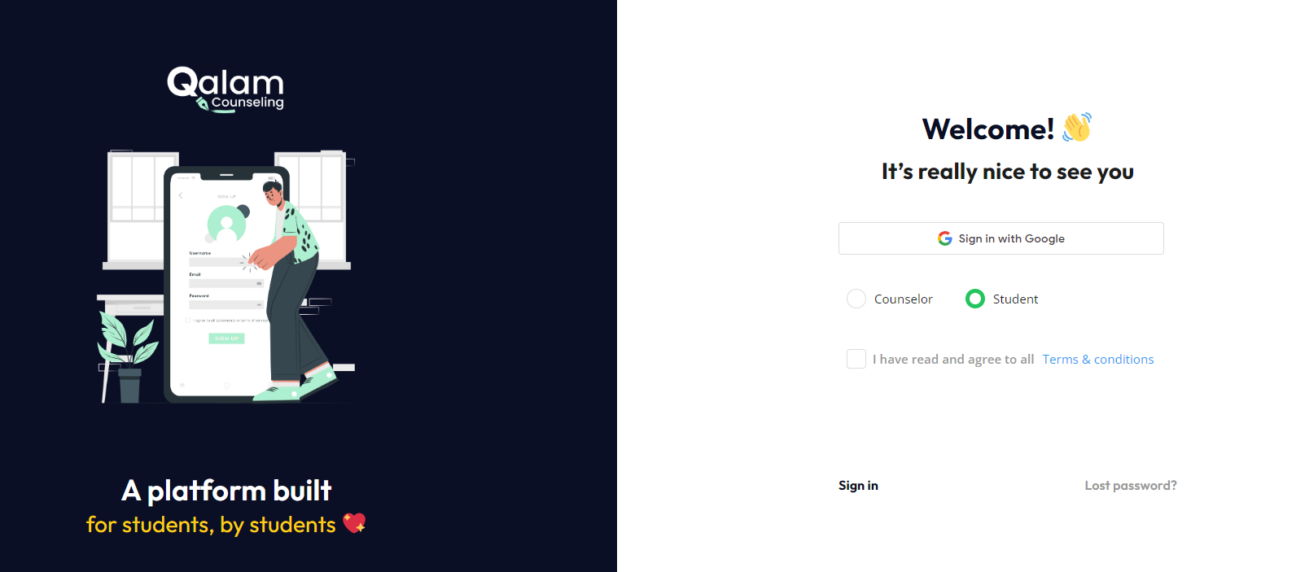 Qalam
Counseling
SIGN UP
Username
Email
Password
SIGN UP
A platform built
for students, by students
Welcome!
It's really nice to see you
Sign in with Google
Counselor
Student
I have read and agree to all Terms & conditions
Sign in
Lost password?